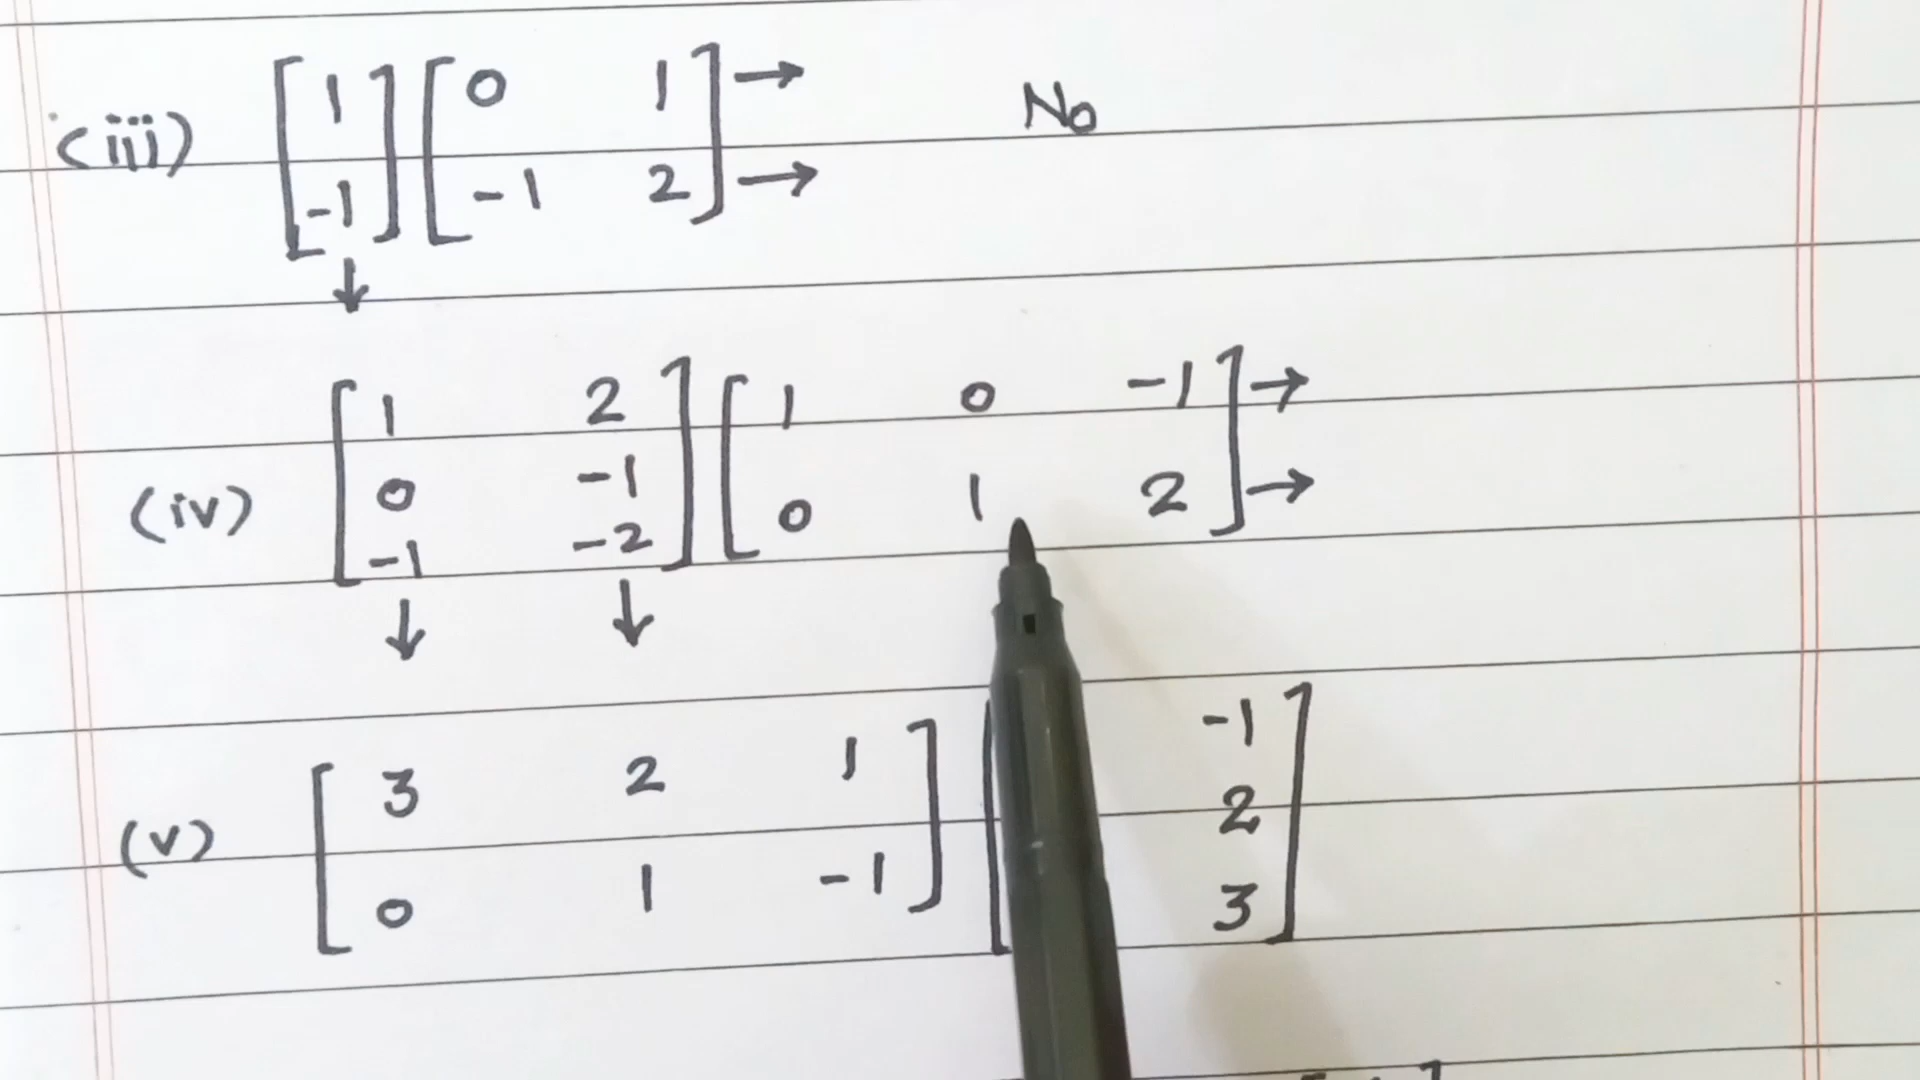 (iii) [ 1 ] [ 0 1 ] → No
[ -1 ] [ -1 2 ] →
↓
(iv) [ 1 2 ] [ 1 0 -1 ] →
[ 0 -1 ] [ 0 1 2 ] →
[ -1 -2 ]
↓ ↓
(v) [ 3 2 1 ] [ -1 ]
[ 0 1 -1 ] [ 2 ]
[ 3 ]